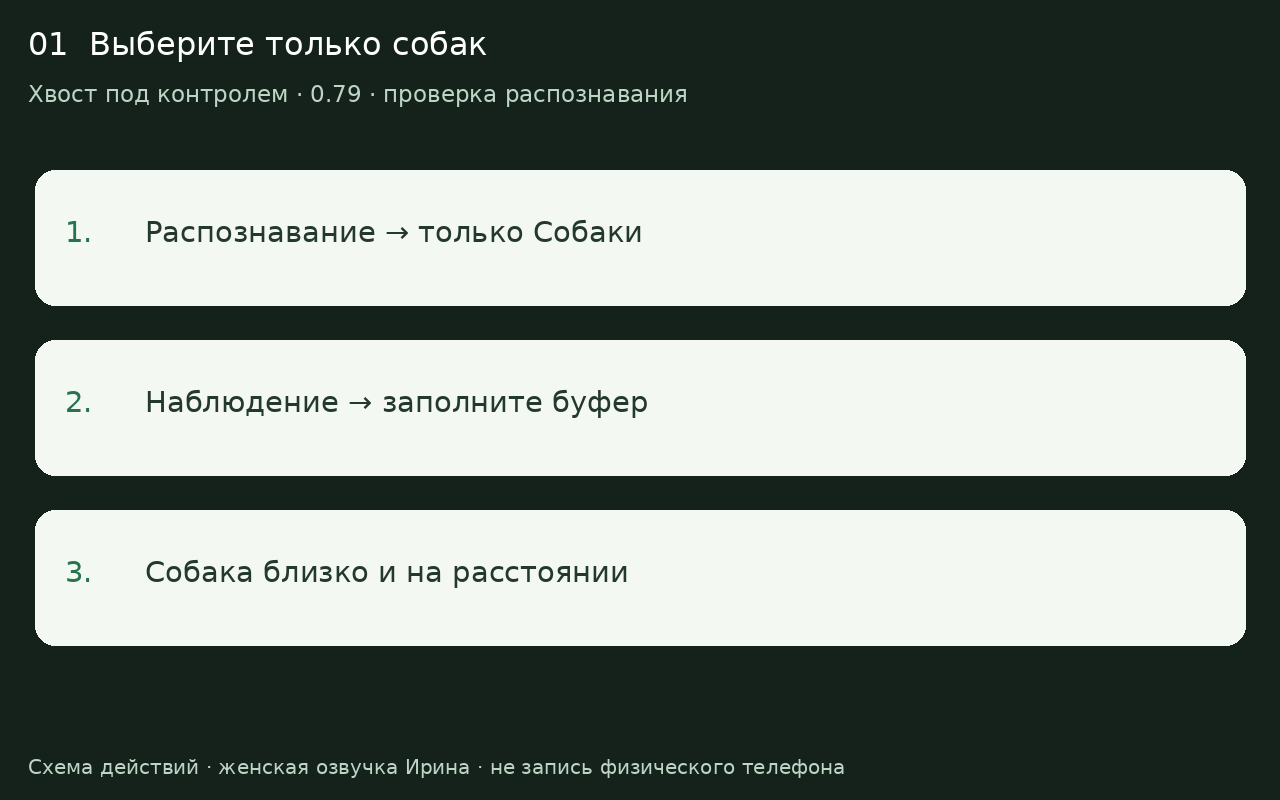 01 Выберите только собак
Хвост под контролем · 0.79 · проверка распознавания
1. Распознавание → только Собаки
2. Наблюдение → заполните буфер
3. Собака близко и на расстоянии
Схема действий · женская озвучка Ирина · не запись физического телефона